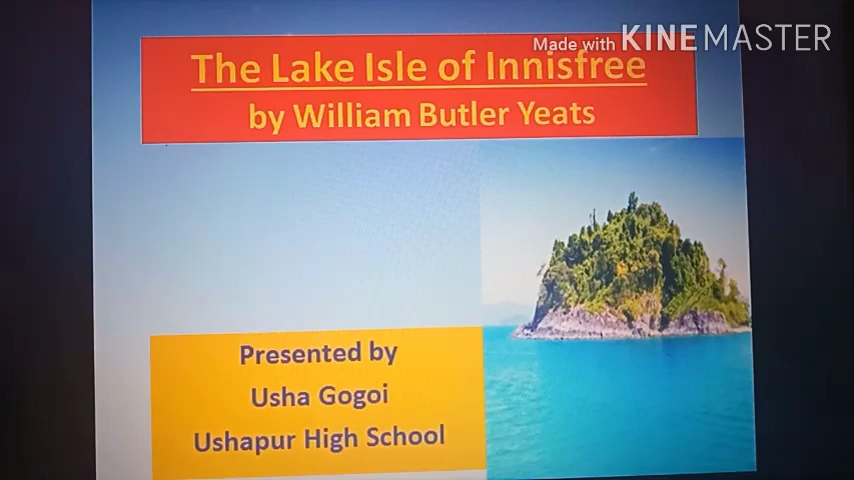 Made with KINEMASTER
The Lake Isle of Innisfree
by William Butler Yeats
Presented by
Usha Gogoi
Ushapur High School